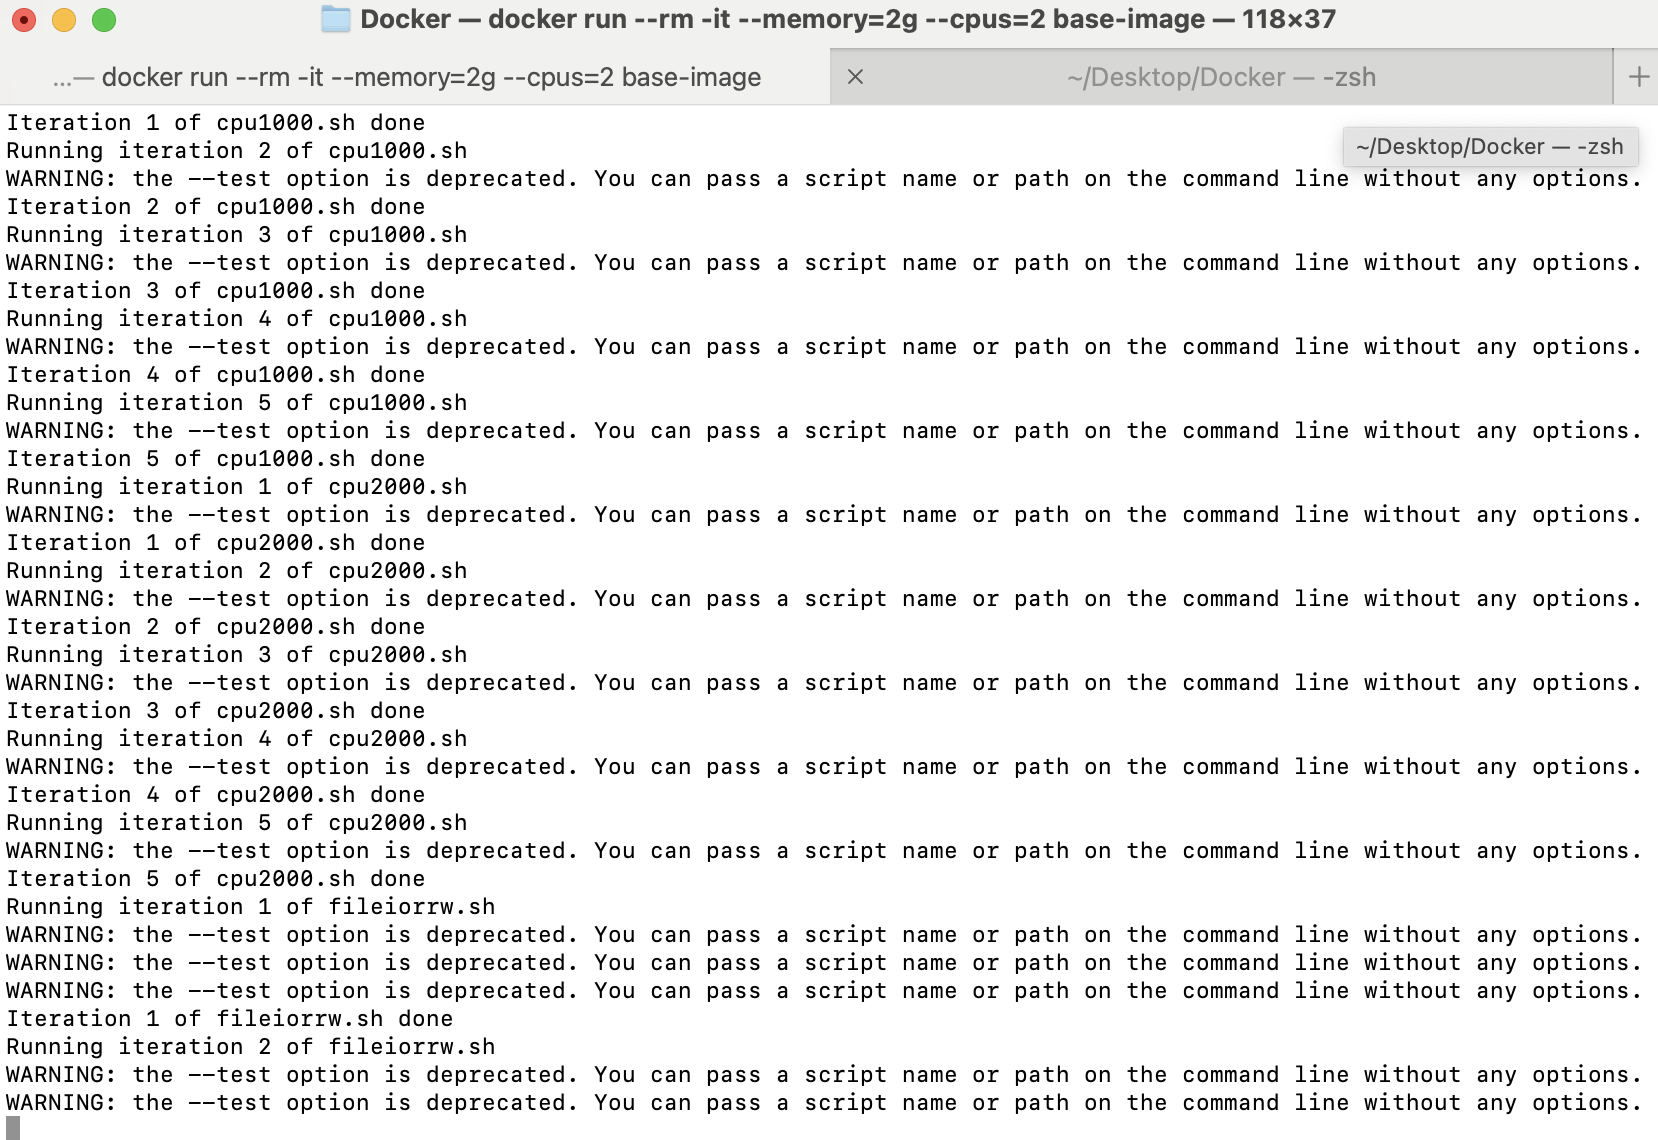 Docker — docker run --rm -it --memory=2g --cpus=2 base-image — 118×37
...— docker run --rm -it --memory=2g --cpus=2 base-image
~/Desktop/Docker — -zsh
~/Desktop/Docker — -zsh
Iteration 1 of cpu1000.sh done
Running iteration 2 of cpu1000.sh
WARNING: the --test option is deprecated. You can pass a script name or path on the command line without any options.
Iteration 2 of cpu1000.sh done
Running iteration 3 of cpu1000.sh
WARNING: the --test option is deprecated. You can pass a script name or path on the command line without any options.
Iteration 3 of cpu1000.sh done
Running iteration 4 of cpu1000.sh
WARNING: the --test option is deprecated. You can pass a script name or path on the command line without any options.
Iteration 4 of cpu1000.sh done
Running iteration 5 of cpu1000.sh
WARNING: the --test option is deprecated. You can pass a script name or path on the command line without any options.
Iteration 5 of cpu1000.sh done
Running iteration 1 of cpu2000.sh
WARNING: the --test option is deprecated. You can pass a script name or path on the command line without any options.
Iteration 1 of cpu2000.sh done
Running iteration 2 of cpu2000.sh
WARNING: the --test option is deprecated. You can pass a script name or path on the command line without any options.
Iteration 2 of cpu2000.sh done
Running iteration 3 of cpu2000.sh
WARNING: the --test option is deprecated. You can pass a script name or path on the command line without any options.
Iteration 3 of cpu2000.sh done
Running iteration 4 of cpu2000.sh
WARNING: the --test option is deprecated. You can pass a script name or path on the command line without any options.
Iteration 4 of cpu2000.sh done
Running iteration 5 of cpu2000.sh
WARNING: the --test option is deprecated. You can pass a script name or path on the command line without any options.
Iteration 5 of cpu2000.sh done
Running iteration 1 of fileiorrw.sh
WARNING: the --test option is deprecated. You can pass a script name or path on the command line without any options.
WARNING: the --test option is deprecated. You can pass a script name or path on the command line without any options.
WARNING: the --test option is deprecated. You can pass a script name or path on the command line without any options.
Iteration 1 of fileiorrw.sh done
Running iteration 2 of fileiorrw.sh
WARNING: the --test option is deprecated. You can pass a script name or path on the command line without any options.
WARNING: the --test option is deprecated. You can pass a script name or path on the command line without any options.